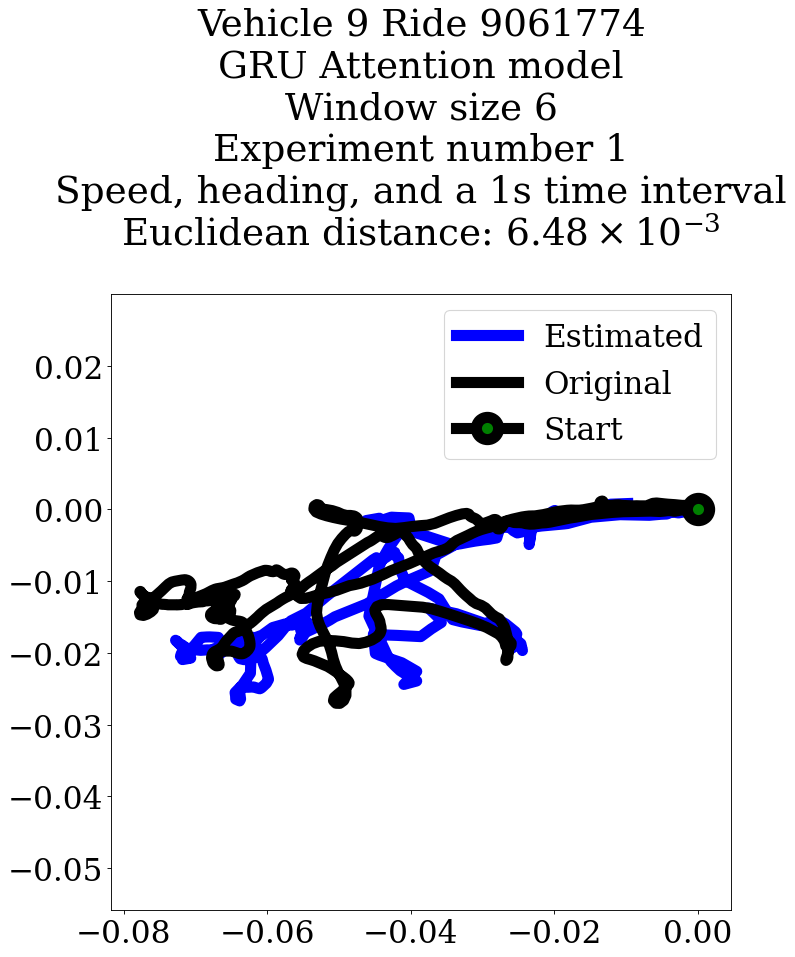 Vehicle 9 Ride 9061774
GRU Attention model
Window size 6
Experiment number 1
Speed, heading, and a 1s time interval
Euclidean distance: 6.48 × 10⁻³
Estimated
Original
Start
0.02
0.01
0.00
−0.01
−0.02
−0.03
−0.04
−0.05
−0.08 −0.06 −0.04 −0.02 0.00